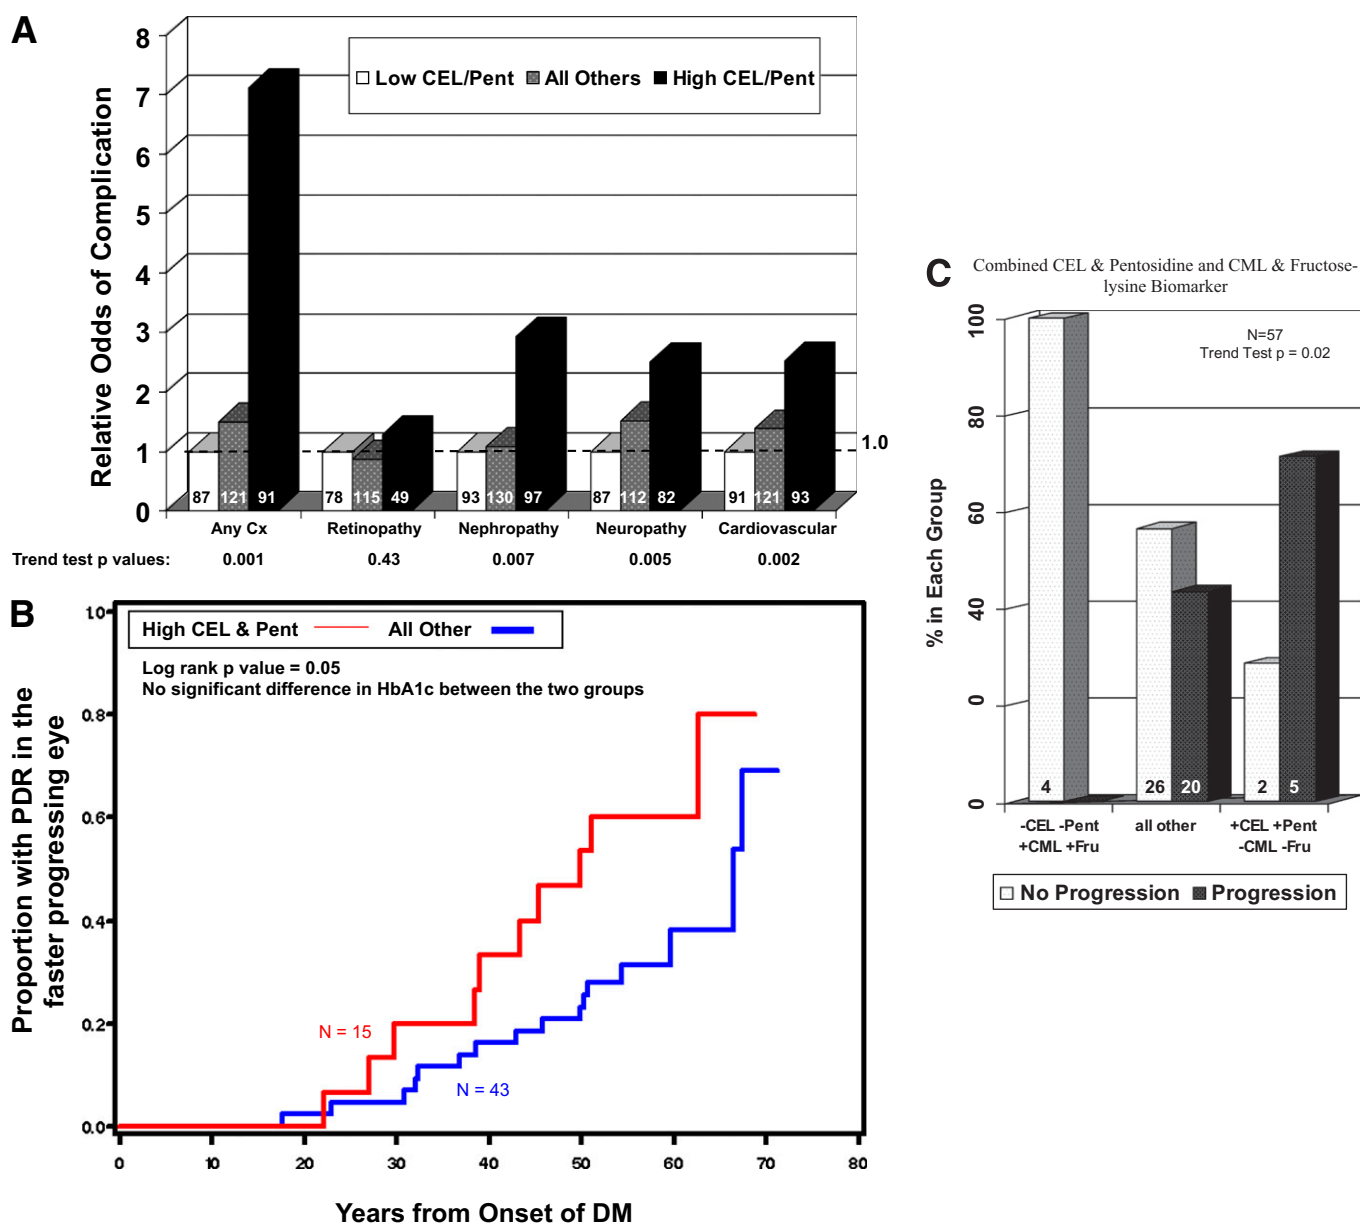 A
8
7
6
5
4
3
2
1
0
Relative Odds of Complication
Low CEL/Pent All Others High CEL/Pent
1.0
87 121 91 78 115 49 93 130 97 87 112 82 91 121 93
Any Cx Retinopathy Nephropathy Neuropathy Cardiovascular
Trend test p values: 0.001 0.43 0.007 0.005 0.002
B
High CEL & Pent All Other
Log rank p value = 0.05
No significant difference in HbA1c between the two groups
Proportion with PDR in the
faster progressing eye
1.0
0.8
0.6
0.4
0.2
0.0
N = 15
N = 43
0 10 20 30 40 50 60 70 80
Years from Onset of DM
C
Combined CEL & Pentosidine and CML & Fructose-
lysine Biomarker
N=57
Trend Test p = 0.02
% in Each Group
100
80
60
40
0
0
4 26 20 2 5
-CEL -Pent all other +CEL +Pent
+CML +Fru -CML -Fru
No Progression Progression